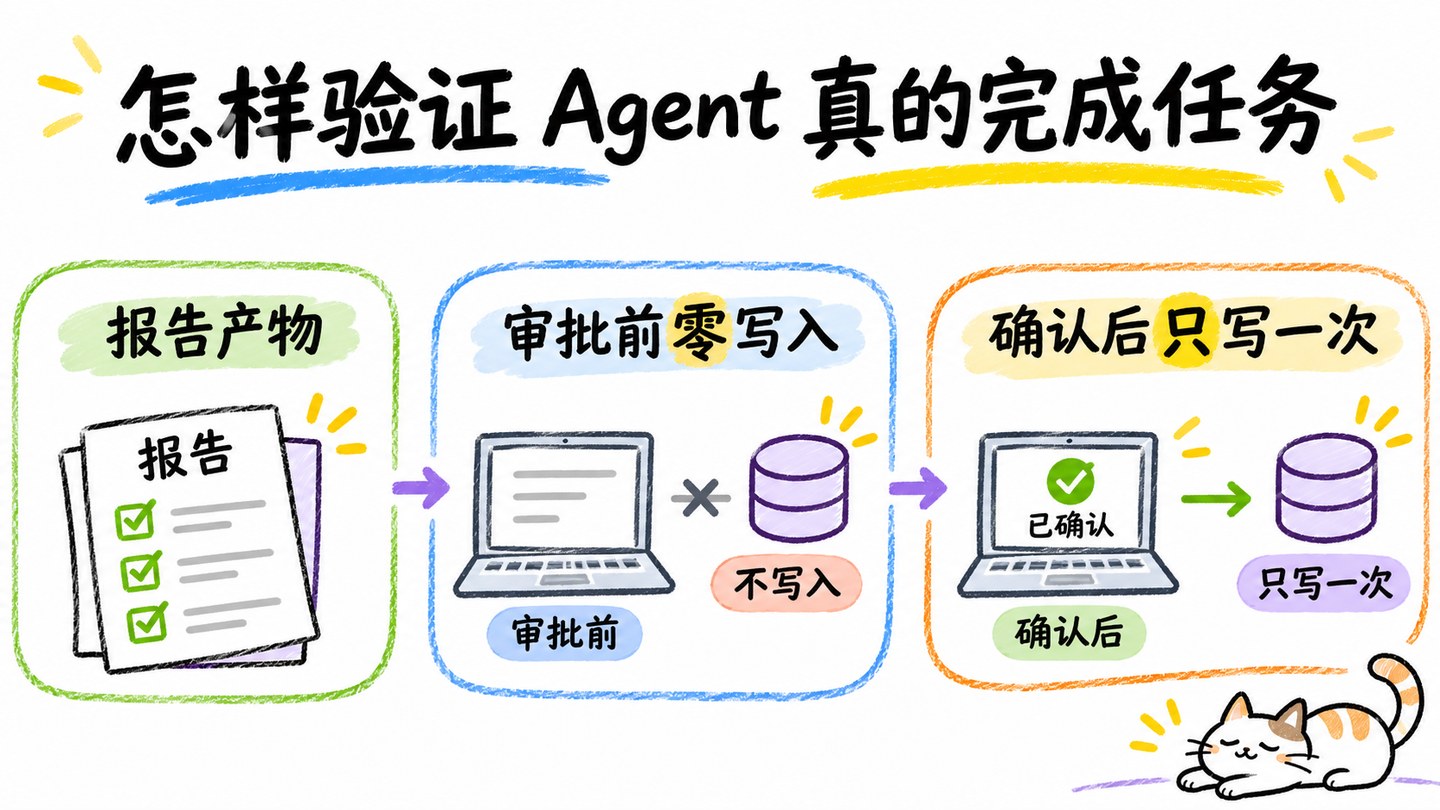 怎样验证 Agent 真的完成任务
报告产物
报告
审批前零写入
不写入
审批前
确认后只写一次
已确认
只写一次
确认后